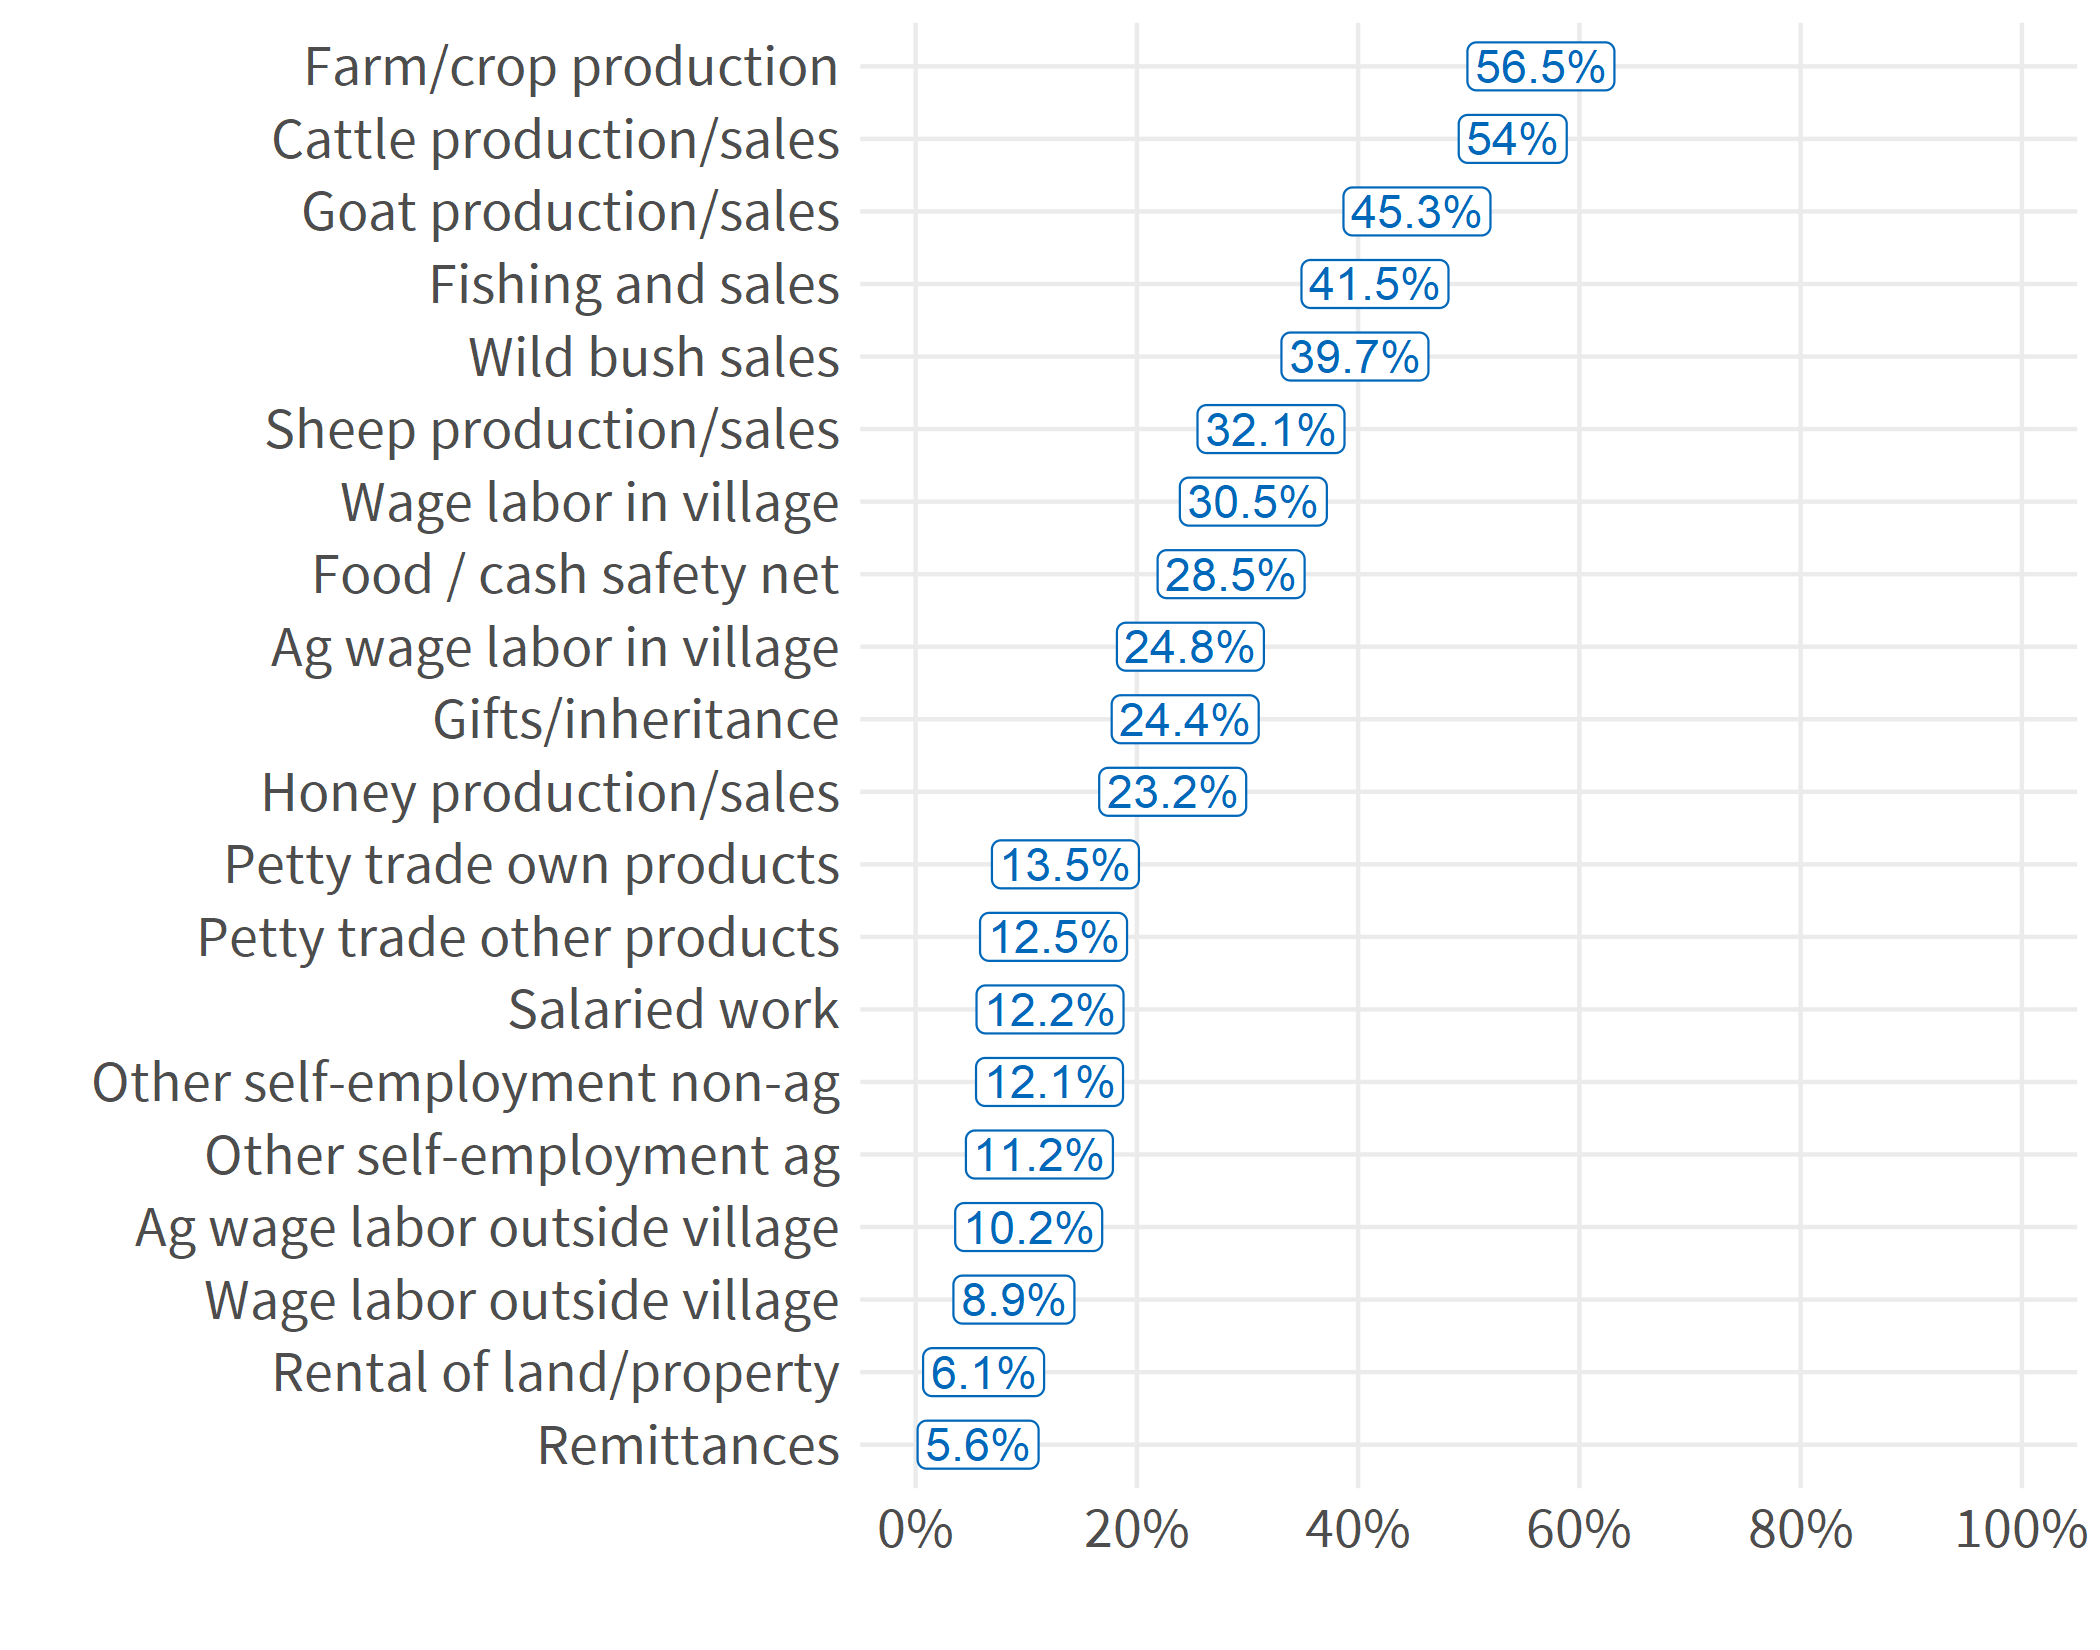 Farm/crop production 56.5%
Cattle production/sales 54%
Goat production/sales 45.3%
Fishing and sales 41.5%
Wild bush sales 39.7%
Sheep production/sales 32.1%
Wage labor in village 30.5%
Food / cash safety net 28.5%
Ag wage labor in village 24.8%
Gifts/inheritance 24.4%
Honey production/sales 23.2%
Petty trade own products 13.5%
Petty trade other products 12.5%
Salaried work 12.2%
Other self-employment non-ag 12.1%
Other self-employment ag 11.2%
Ag wage labor outside village 10.2%
Wage labor outside village 8.9%
Rental of land/property 6.1%
Remittances 5.6%
0% 20% 40% 60% 80% 100%